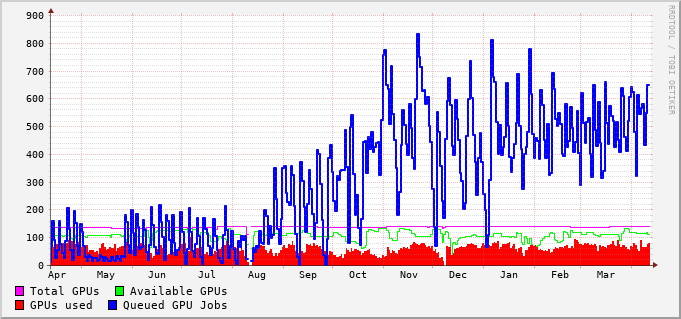 900
800
700
600
500
400
300
200
100
0
Apr May Jun Jul Aug Sep Oct Nov Dec Jan Feb Mar
Total GPUs Available GPUs
GPUs used Queued GPU Jobs
RRDTOOL / TOBI OETIKER